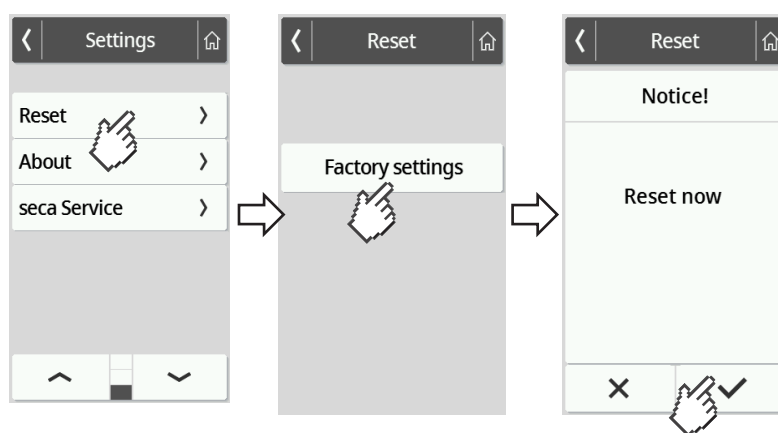 Settings
Reset
About
seca Service
Reset
Factory settings
Reset
Notice!
Reset now